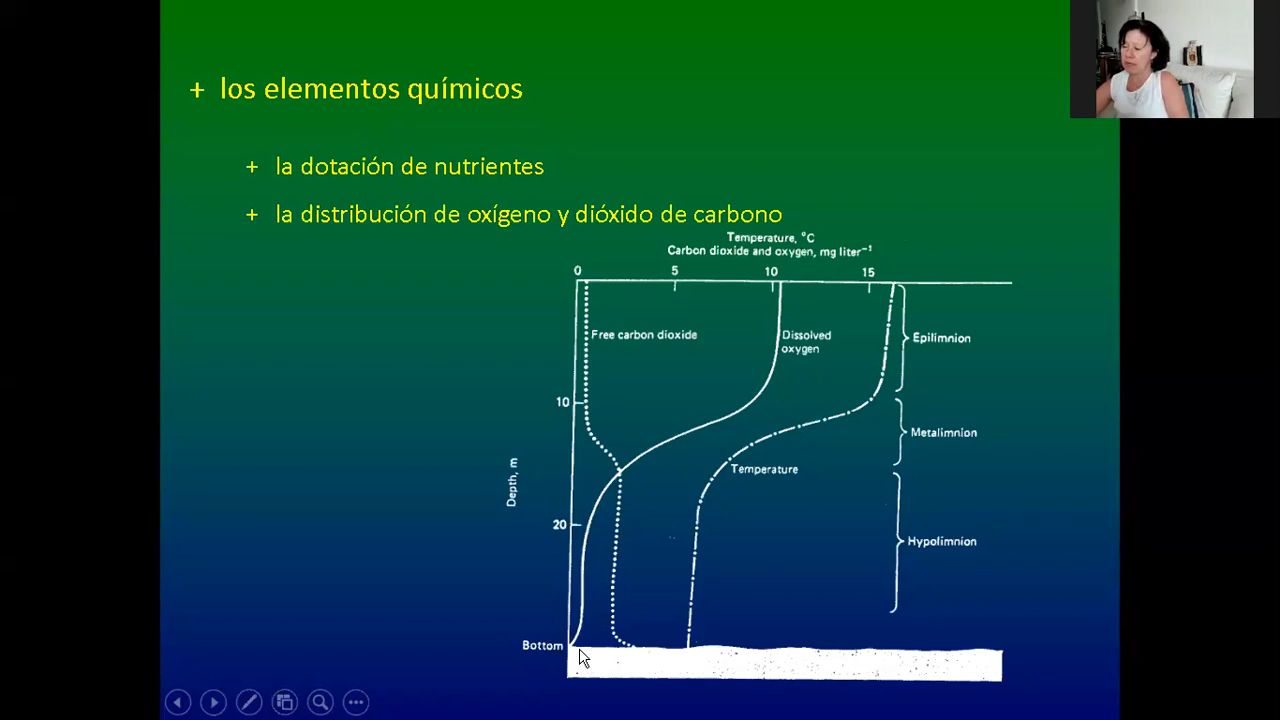 + los elementos químicos
+ la dotación de nutrientes
+ la distribución de oxígeno y dióxido de carbono
Temperature, °C
Carbon dioxide and oxygen, mg liter⁻¹
0 5 10 15
Free carbon dioxide
Dissolved
oxygen
Epilimnion
10
Metalimnion
Temperature
Depth, m
20
Hypolimnion
Bottom